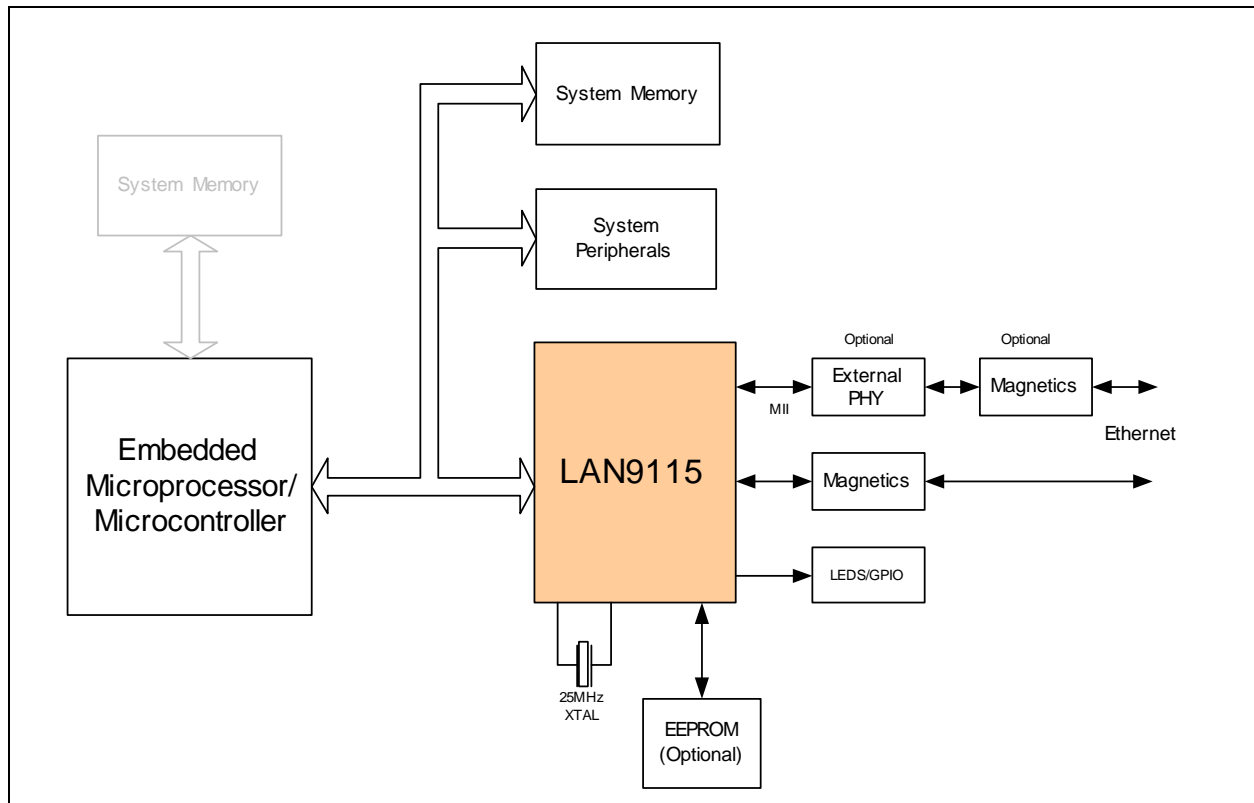 System Memory
System Memory
System
Peripherals
Embedded
Microprocessor/
Microcontroller
LAN9115
Optional
External
PHY
Optional
Magnetics
MII
Ethernet
Magnetics
LEDS/GPIO
25MHz
XTAL
EEPROM
(Optional)